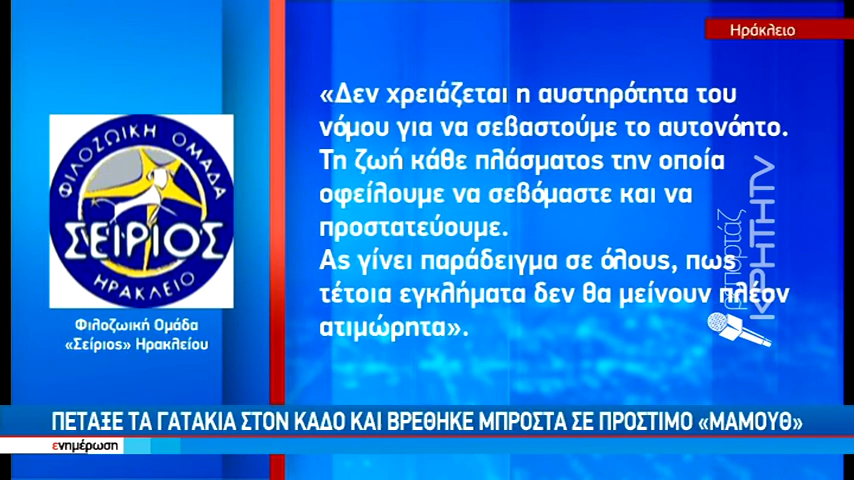 Ηράκλειο
ΦΙΛΟΖΩΙΚΗ ΟΜΑΔΑ
ΣΕΙΡΙΟΣ
ΗΡΑΚΛΕΙΟ
Φιλοζωική Ομάδα
«Σείριος» Ηρακλείου
«Δεν χρειάζεται η αυστηρότητα του
νόμου για να σεβαστούμε το αυτονόητο.
Τη ζωή κάθε πλάσματος την οποία
οφείλουμε να σεβόμαστε και να
προστατεύουμε.
Ας γίνει παράδειγμα σε όλους, πως
τέτοια εγκλήματα δεν θα μείνουν πλέον
ατιμώρητα».
ρεπορτάζ
ΚΡΗΤΗTV
ΠΕΤΑΞΕ ΤΑ ΓΑΤΑΚΙΑ ΣΤΟΝ ΚΑΔΟ ΚΑΙ ΒΡΕΘΗΚΕ ΜΠΡΟΣΤΑ ΣΕ ΠΡΟΣΤΙΜΟ «ΜΑΜΟΥΘ»
ενημέρωση